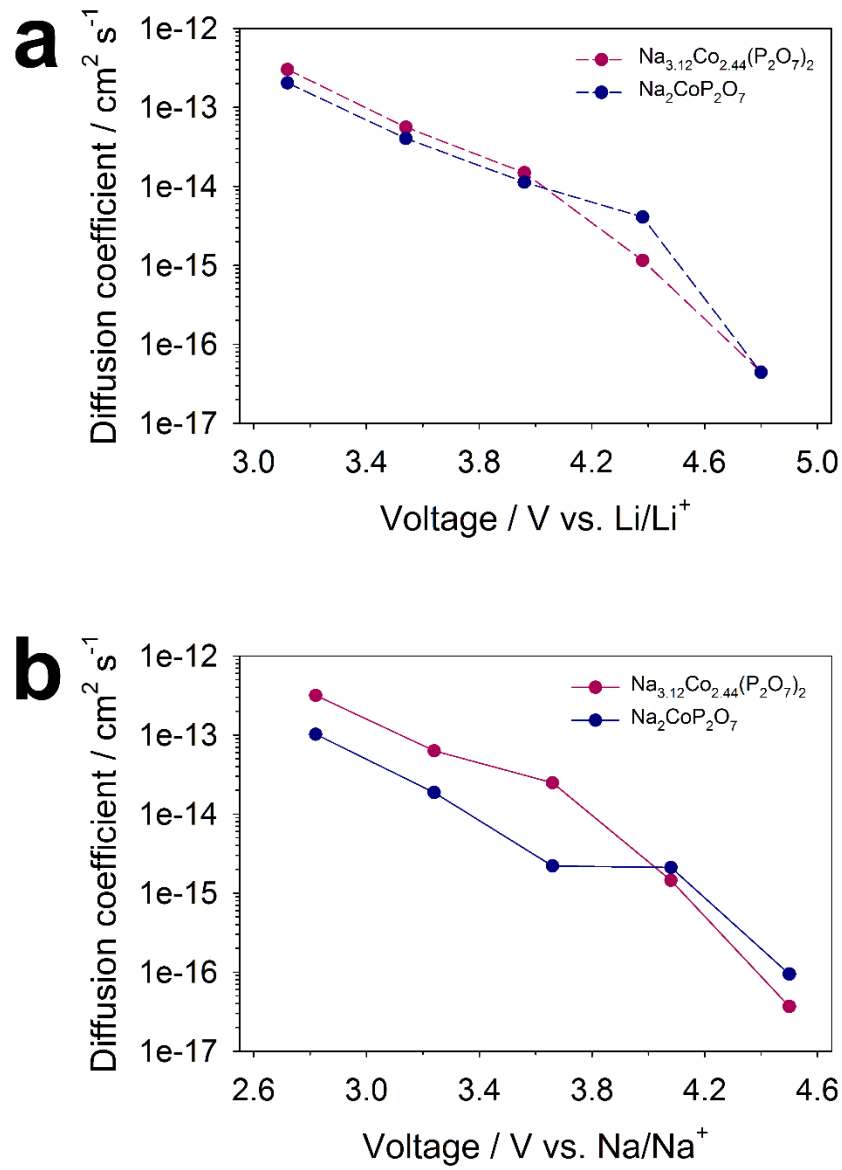 a
Diffusion coefficient / cm² s⁻¹
1e-12
1e-13
1e-14
1e-15
1e-16
1e-17
Na₃.₁₂Co₂.₄₄(P₂O₇)₂
Na₂CoP₂O₇
3.0 3.4 3.8 4.2 4.6 5.0
Voltage / V vs. Li/Li⁺
b
Diffusion coefficient / cm² s⁻¹
1e-12
1e-13
1e-14
1e-15
1e-16
1e-17
Na₃.₁₂Co₂.₄₄(P₂O₇)₂
Na₂CoP₂O₇
2.6 3.0 3.4 3.8 4.2 4.6
Voltage / V vs. Na/Na⁺